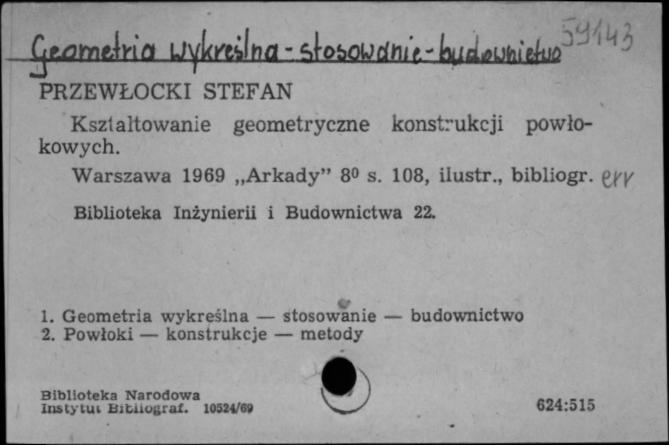 59143
Geometria wykreślna - stosowanie - budownictwo
PRZEWŁOCKI STEFAN
Kształtowanie geometryczne konstrukcji powło-
kowych.
Warszawa 1969 „Arkady” 8⁰ s. 108, ilustr., bibliogr. err
Biblioteka Inżynierii i Budownictwa 22.
1. Geometria wykreślna — stosowanie — budownictwo
2. Powłoki — konstrukcje — metody
Biblioteka Narodowa
Instytut Bibliograf. 10524/69
624:515